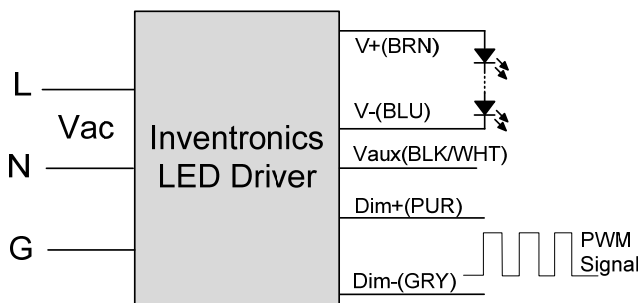 L
Vac
N
G
Inventronics
LED Driver
V+(BRN)
V-(BLU)
Vaux(BLK/WHT)
Dim+(PUR)
Dim-(GRY)
PWM
Signal